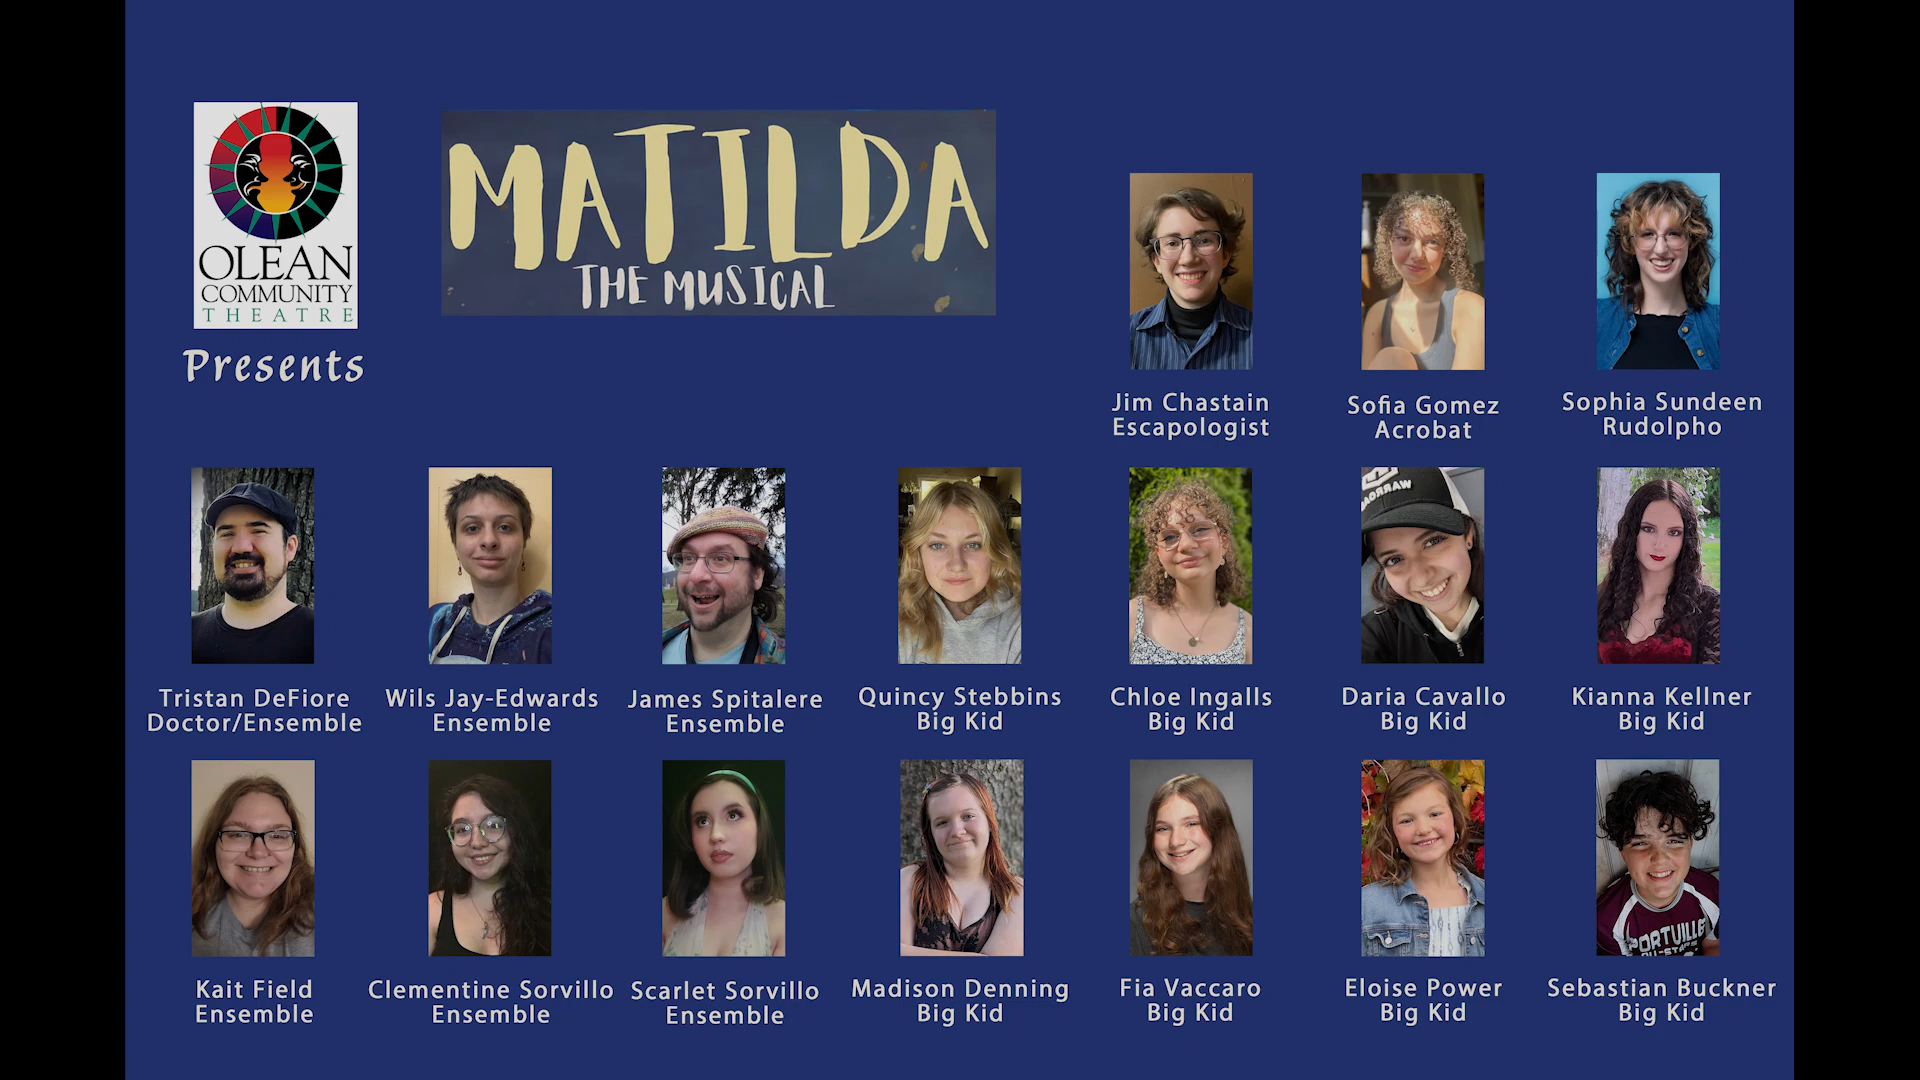 OLEAN
COMMUNITY
THEATRE
Presents
MATILDA
THE MUSICAL
Jim Chastain
Escapologist
Sofia Gomez
Acrobat
Sophia Sundeen
Rudolpho
Tristan DeFiore
Doctor/Ensemble
Wils Jay-Edwards
Ensemble
James Spitalere
Ensemble
Quincy Stebbins
Big Kid
Chloe Ingalls
Big Kid
Daria Cavallo
Big Kid
Kianna Kellner
Big Kid
Kait Field
Ensemble
Clementine Sorvillo
Ensemble
Scarlet Sorvillo
Ensemble
Madison Denning
Big Kid
Fia Vaccaro
Big Kid
Eloise Power
Big Kid
PORTVILLE
Sebastian Buckner
Big Kid